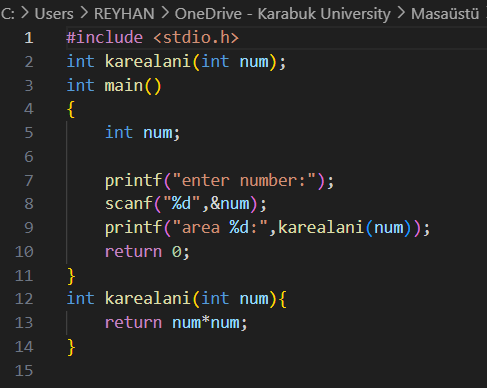 C: > Users > REYHAN > OneDrive - Karabuk University > Masaüstü
1 #include <stdio.h>
2 int karealani(int num);
3 int main()
4 {
5     int num;
6
7     printf("enter number:");
8     scanf("%d",&num);
9     printf("area %d:",karealani(num));
10     return 0;
11 }
12 int karealani(int num){
13     return num*num;
14 }
15